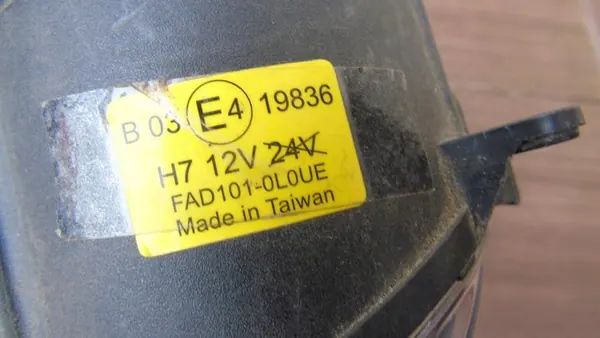 B 03 E4 19836
H7 12V 24V
FAD101-0L0UE
Made in Taiwan